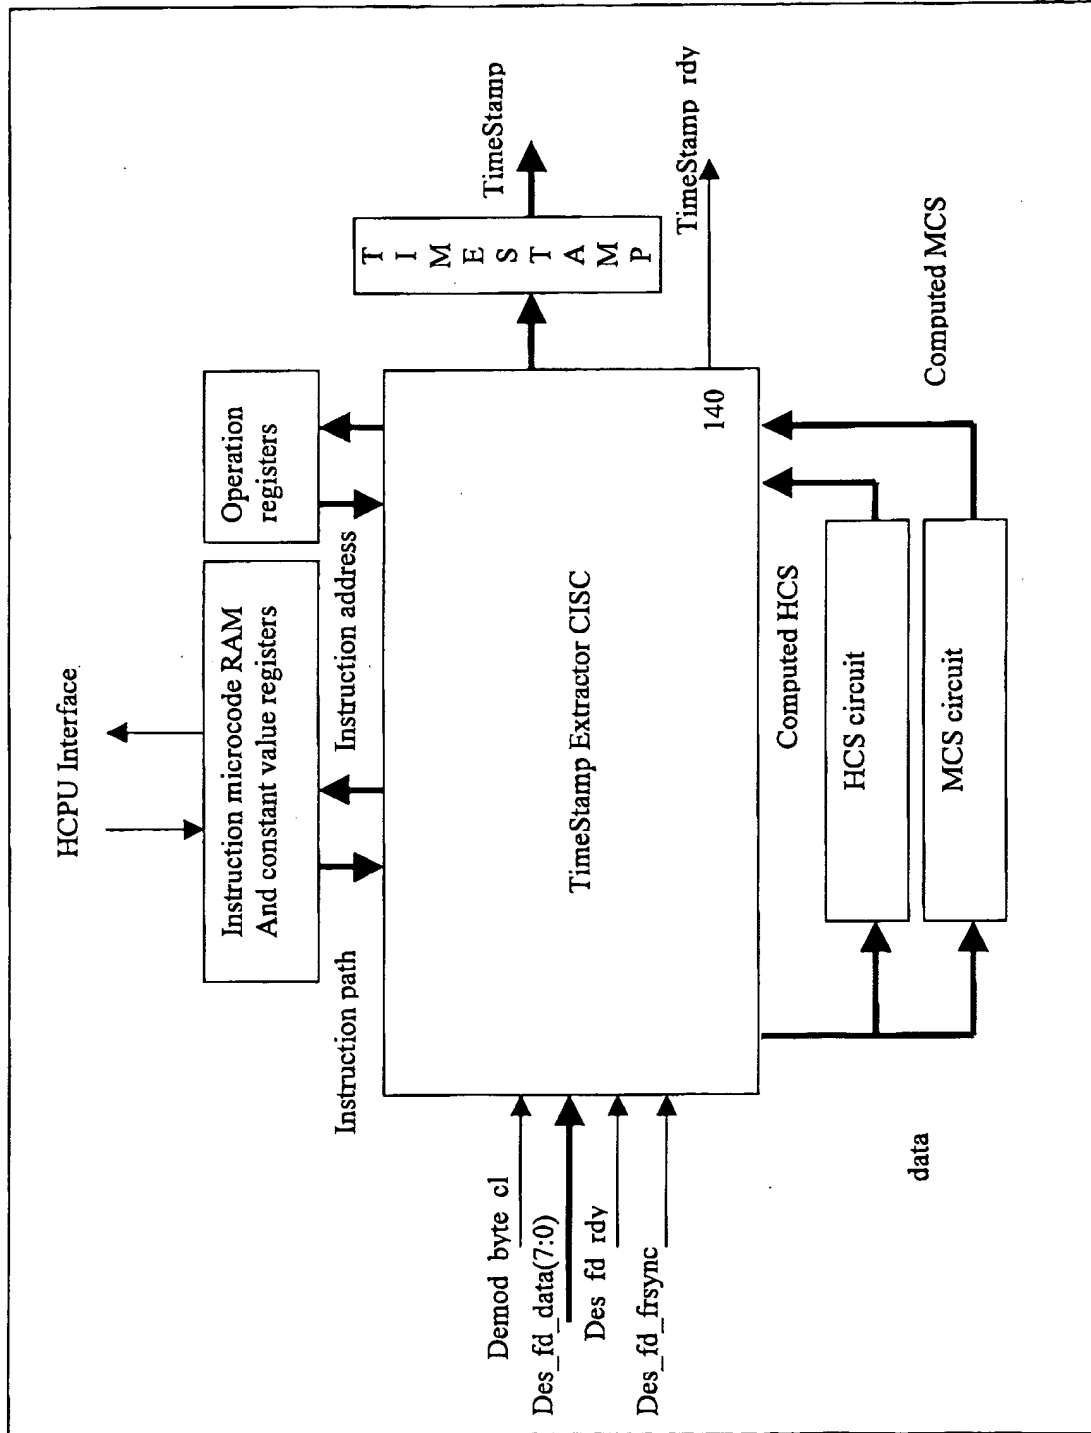 HCPU Interface
Instruction microcode RAM
And constant value registers
Operation
registers
Instruction path
Instruction address
Demod byte cl
Des_fd_data(7:0)
Des fd rdy
Des_fd_frsync
TimeStamp Extractor CISC
140
T
I
M
E
S
T
A
M
P
TimeStamp
TimeStamp rdy
data
Computed HCS
HCS circuit
MCS circuit
Computed MCS